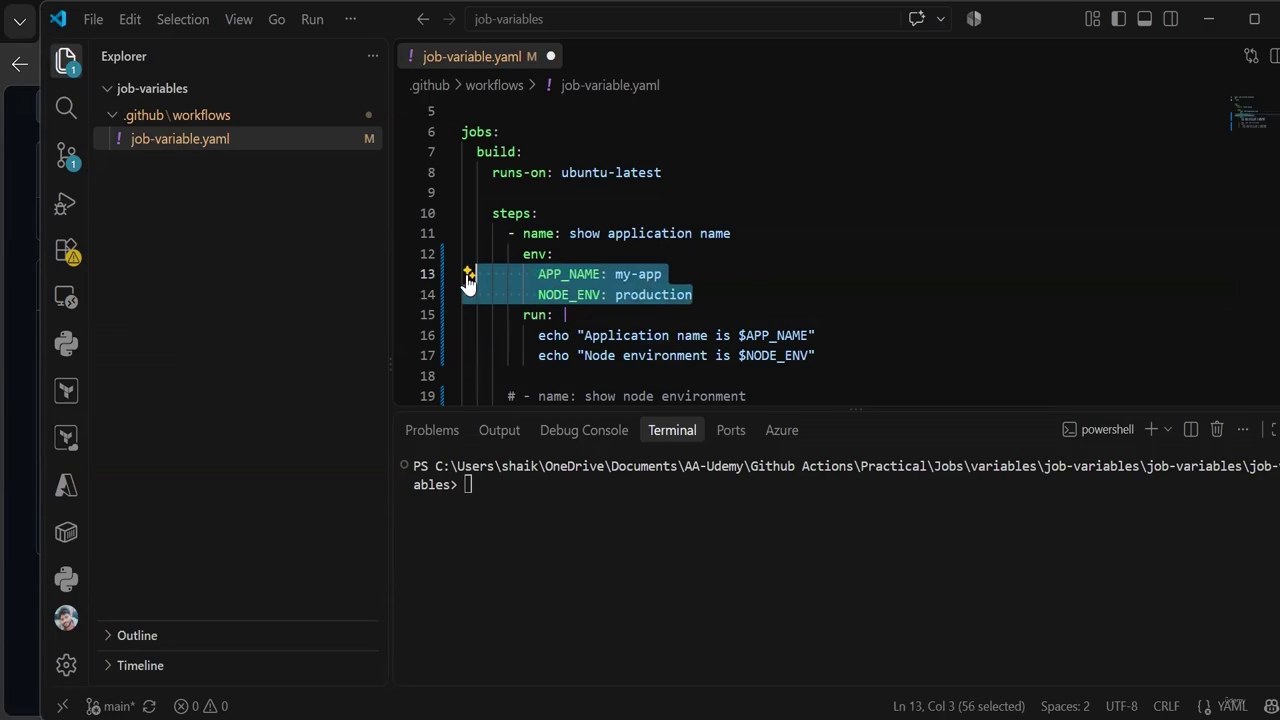 File Edit Selection View Go Run ···
job-variables
Explorer ···
job-variables
.github\workflows
! job-variable.yaml M
Outline
Timeline
! job-variable.yaml M
.github > workflows > ! job-variable.yaml
5
6 jobs:
7 build:
8 runs-on: ubuntu-latest
9
10 steps:
11 - name: show application name
12 env:
13 APP_NAME: my-app
14 NODE_ENV: production
15 run: |
16 echo "Application name is $APP_NAME"
17 echo "Node environment is $NODE_ENV"
18
19 # - name: show node environment
Problems Output Debug Console Terminal Ports Azure powershell
PS C:\Users\shaik\OneDrive\Documents\AA-Udemy\Github Actions\Practical\Jobs\variables\job-variables\job-variables\job-
ables>
main* 0 0 Ln 13, Col 3 (56 selected) Spaces: 2 UTF-8 CRLF {} YAML
1
1